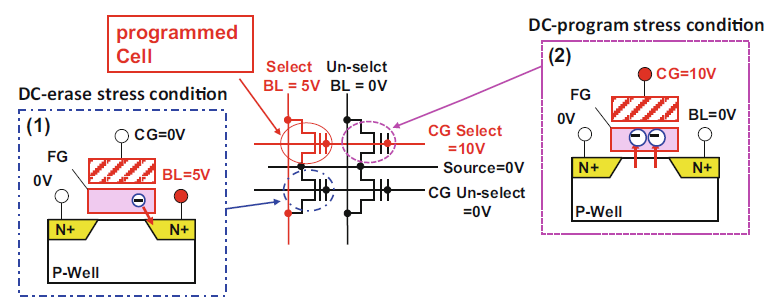 DC-program stress condition
programmed
Cell
(2)
CG=10V
FG
0V
BL=0V
N+
N+
P-Well
Select
BL = 5V
Un-selct
BL = 0V
CG Select
=10V
Source=0V
CG Un-select
=0V
DC-erase stress condition
(1)
CG=0V
FG
0V
BL=5V
N+
N+
P-Well